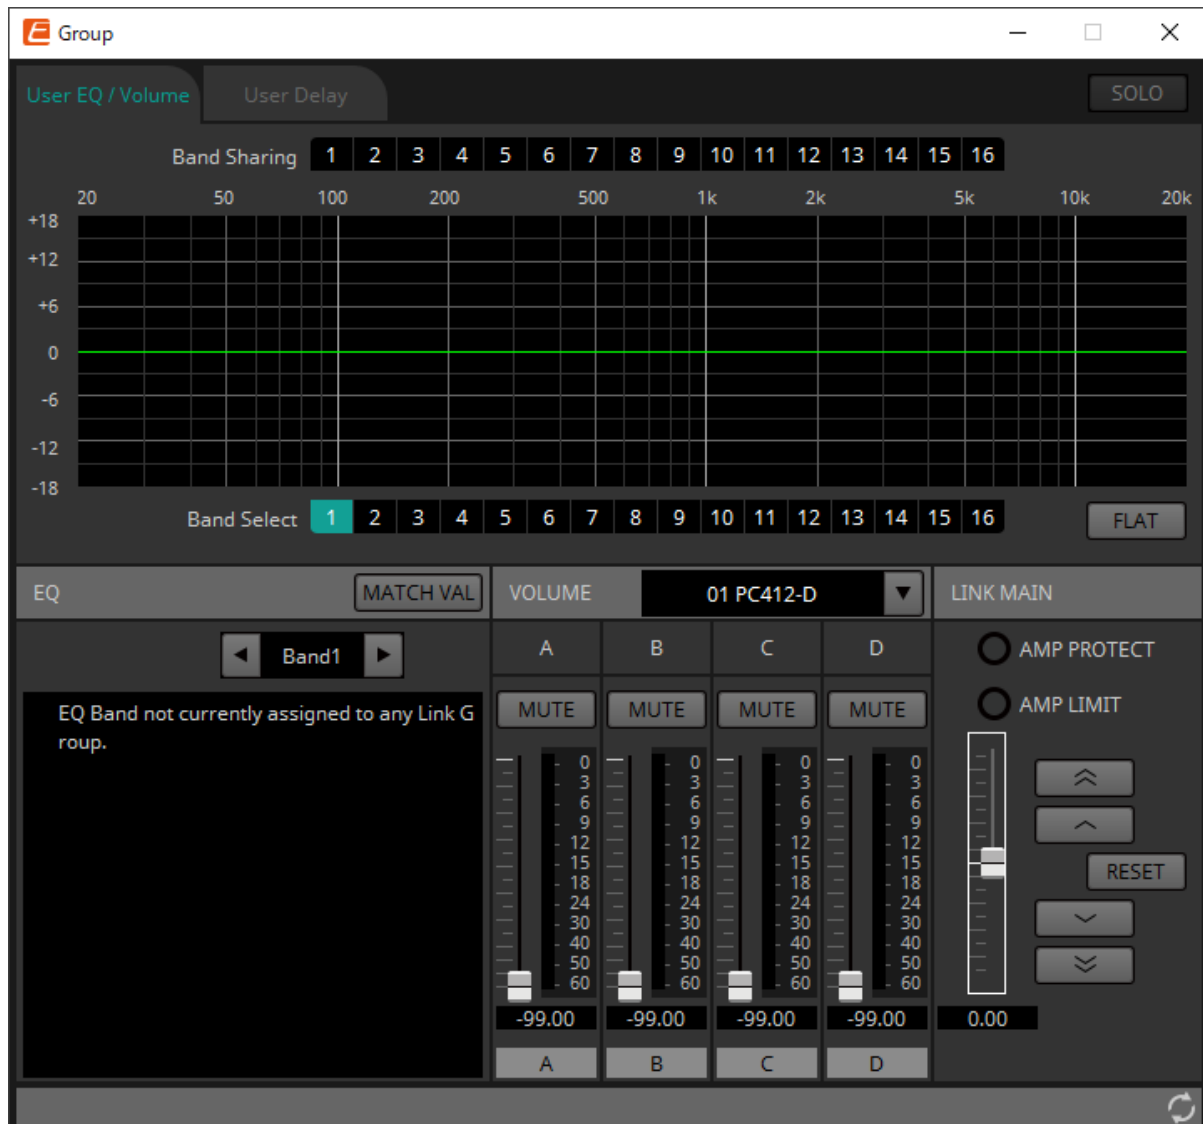 Group
User EQ / Volume User Delay SOLO
Band Sharing 1 2 3 4 5 6 7 8 9 10 11 12 13 14 15 16
20 50 100 200 500 1k 2k 5k 10k 20k
+18
+12
+6
0
-6
-12
-18
Band Select 1 2 3 4 5 6 7 8 9 10 11 12 13 14 15 16
FLAT
EQ MATCH VAL VOLUME 01 PC412-D LINK MAIN
Band1
EQ Band not currently assigned to any Link G
roup.
A B C D
MUTE MUTE MUTE MUTE
0 0 0 0
3 3 3 3
6 6 6 6
9 9 9 9
12 12 12 12
15 15 15 15
18 18 18 18
24 24 24 24
30 30 30 30
40 40 40 40
50 50 50 50
60 60 60 60
-99.00 -99.00 -99.00 -99.00
A B C D
AMP PROTECT
AMP LIMIT
RESET
0.00